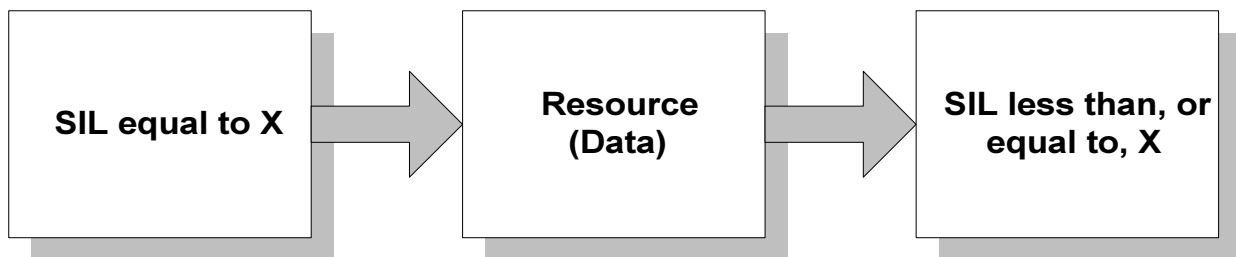 SIL equal to X
Resource
(Data)
SIL less than, or
equal to, X